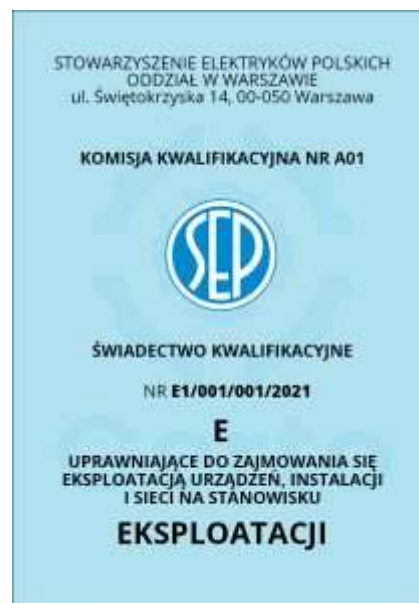 STOWARZYSZENIE ELEKTRYKÓW POLSKICH
ODDZIAŁ W WARSZAWIE
ul. Świętokrzyska 14, 00-050 Warszawa
KOMISJA KWALIFIKACYJNA NR A01
SEP
ŚWIADECTWO KWALIFIKACYJNE
NR E1/001/001/2021
E
UPRAWNIAJĄCE DO ZAJMOWANIA SIĘ
EKSPLOATACJĄ URZĄDZEŃ, INSTALACJI
I SIECI NA STANOWISKU
EKSPLOATACJI